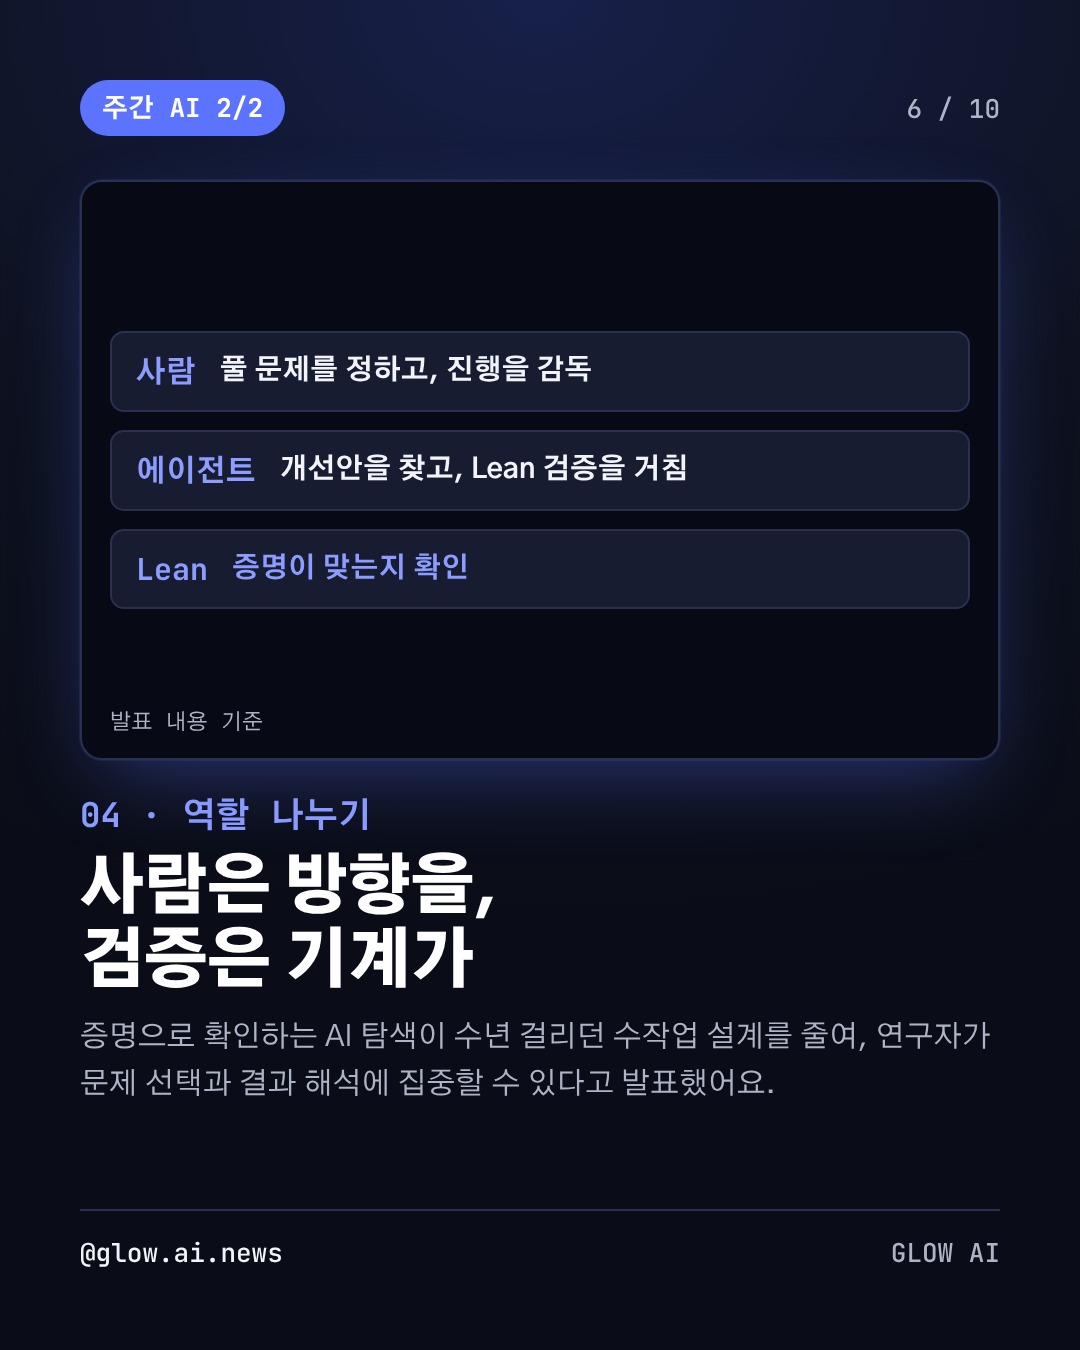 주간 AI 2/2
6 / 10
사람 풀 문제를 정하고, 진행을 감독
에이전트 개선안을 찾고, Lean 검증을 거침
Lean 증명이 맞는지 확인
발표 내용 기준
04 · 역할 나누기
사람은 방향을,
검증은 기계가
증명으로 확인하는 AI 탐색이 수년 걸리던 수작업 설계를 줄여, 연구자가
문제 선택과 결과 해석에 집중할 수 있다고 발표했어요.
@glow.ai.news
GLOW AI